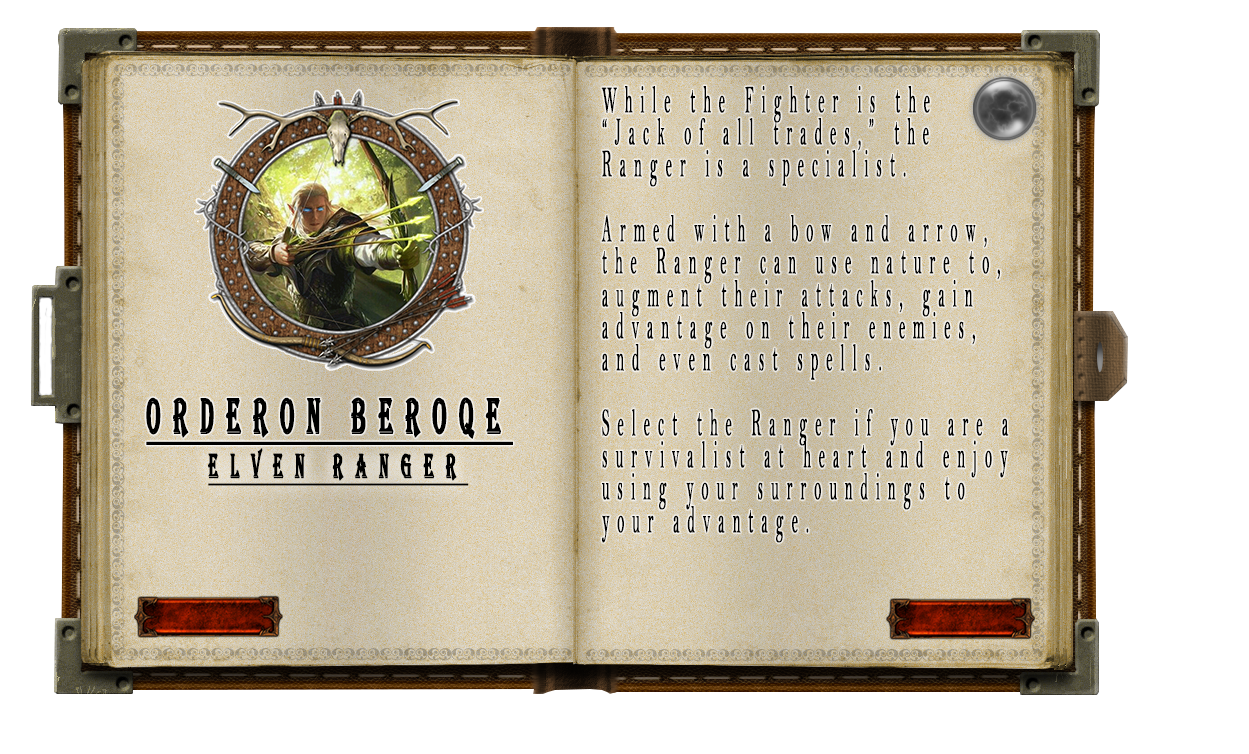 ORDERON BEROQE
ELVEN RANGER
While the Fighter is the
“Jack of all trades,” the
Ranger is a specialist.
Armed with a bow and arrow,
the Ranger can use nature to,
augment their attacks, gain
advantage on their enemies,
and even cast spells.
Select the Ranger if you are a
survivalist at heart and enjoy
using your surroundings to
your advantage.